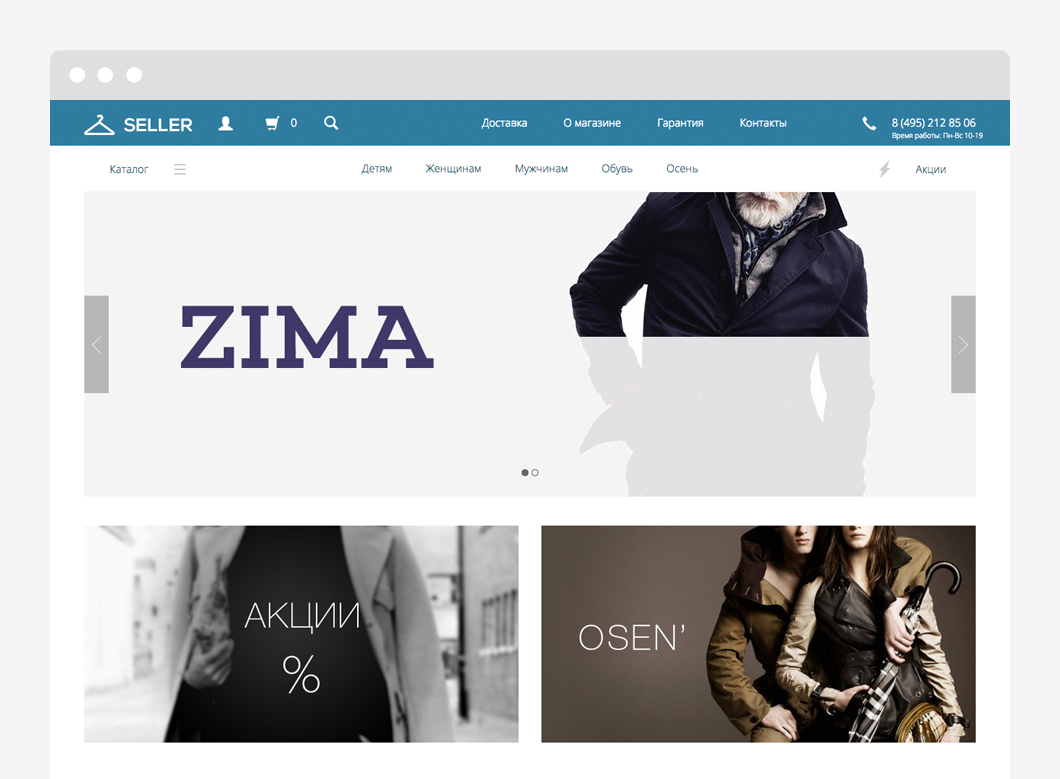 SELLER
0
Доставка
О магазине
Гарантия
Контакты
8 (495) 212 85 06
Время работы: Пн-Вс 10-19
Каталог
Детям
Женщинам
Мужчинам
Обувь
Осень
Акции
ZIMA
АКЦИИ
%
OSEN’